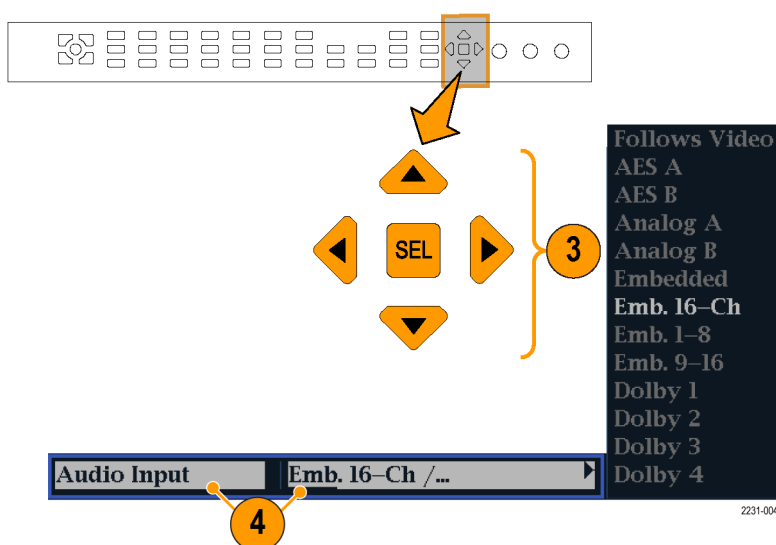 SEL
3
Follows Video
AES A
AES B
Analog A
Analog B
Embedded
Emb. 16–Ch
Emb. 1–8
Emb. 9–16
Dolby 1
Dolby 2
Dolby 3
Dolby 4
Audio Input
Emb. 16–Ch /...
4
2231-004